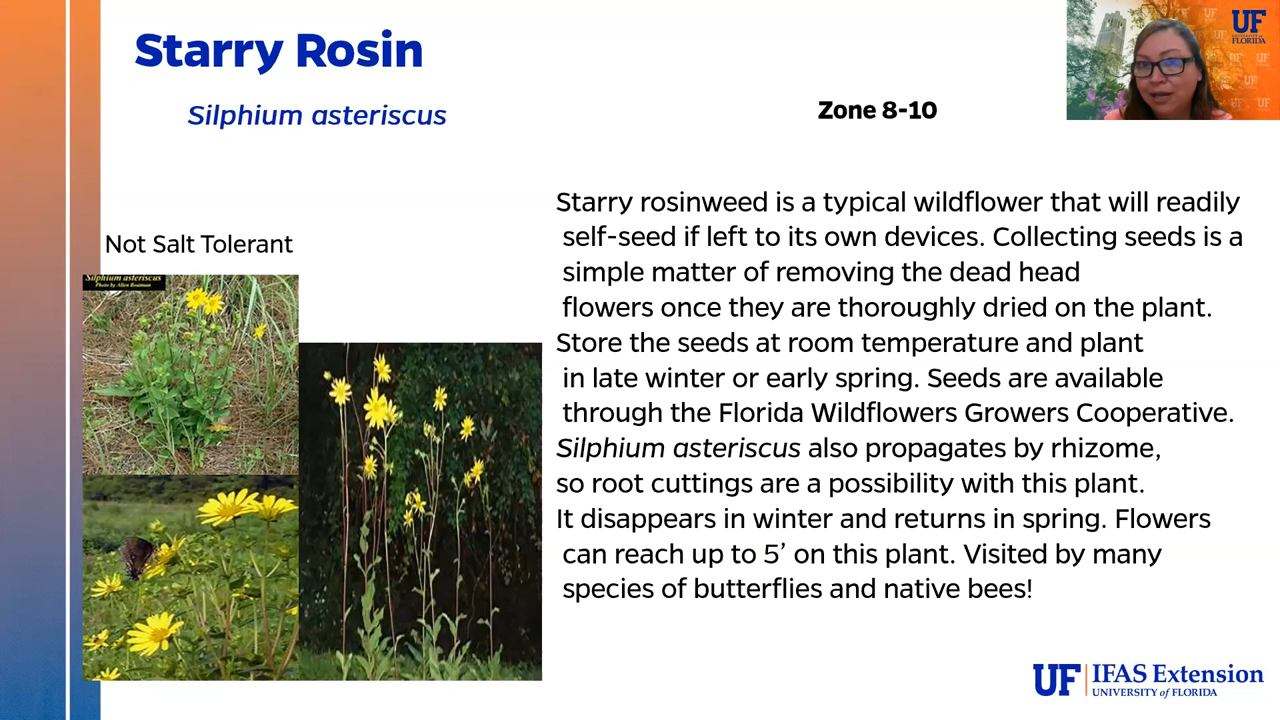 Starry Rosin
Silphium asteriscus
Zone 8-10
UF
UNIVERSITY of
FLORIDA
Not Salt Tolerant
Silphium asteriscus
Photo by Allen Boatman
Starry rosinweed is a typical wildflower that will readily
self-seed if left to its own devices. Collecting seeds is a
simple matter of removing the dead head
flowers once they are thoroughly dried on the plant.
Store the seeds at room temperature and plant
in late winter or early spring. Seeds are available
through the Florida Wildflowers Growers Cooperative.
Silphium asteriscus also propagates by rhizome,
so root cuttings are a possibility with this plant.
It disappears in winter and returns in spring. Flowers
can reach up to 5’ on this plant. Visited by many
species of butterflies and native bees!
UF IFAS Extension
UNIVERSITY of FLORIDA